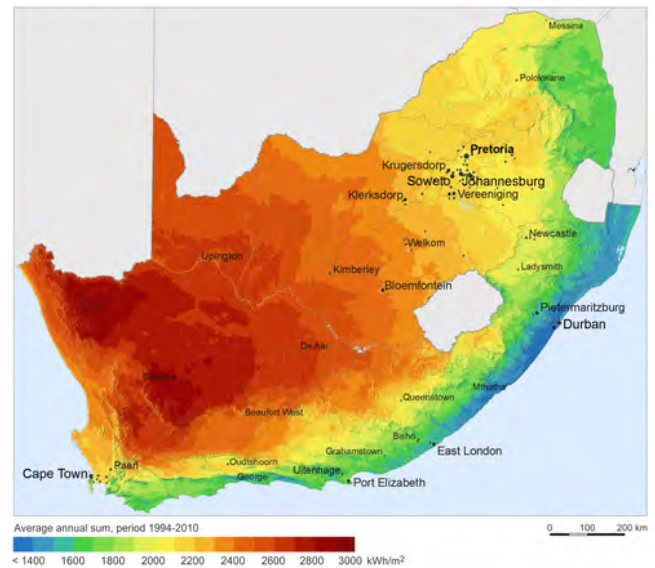 Messina
Polokwane
Pretoria
Krugersdorp
Soweto Johannesburg
Klerksdorp Vereeniging
Welkom Newcastle
Upington
Kimberley Ladysmith
Bloemfontein
Pietermaritzburg
Durban
De Aar
Mthatha
Queenstown
Beaufort West
Bisho
East London
Grahamstown
Paarl Oudtshoorn
Cape Town Uitenhage
George Port Elizabeth
Average annual sum, period 1994-2010
0 100 200 km
< 1400 1600 1800 2000 2200 2400 2600 2800 3000 kWh/m²